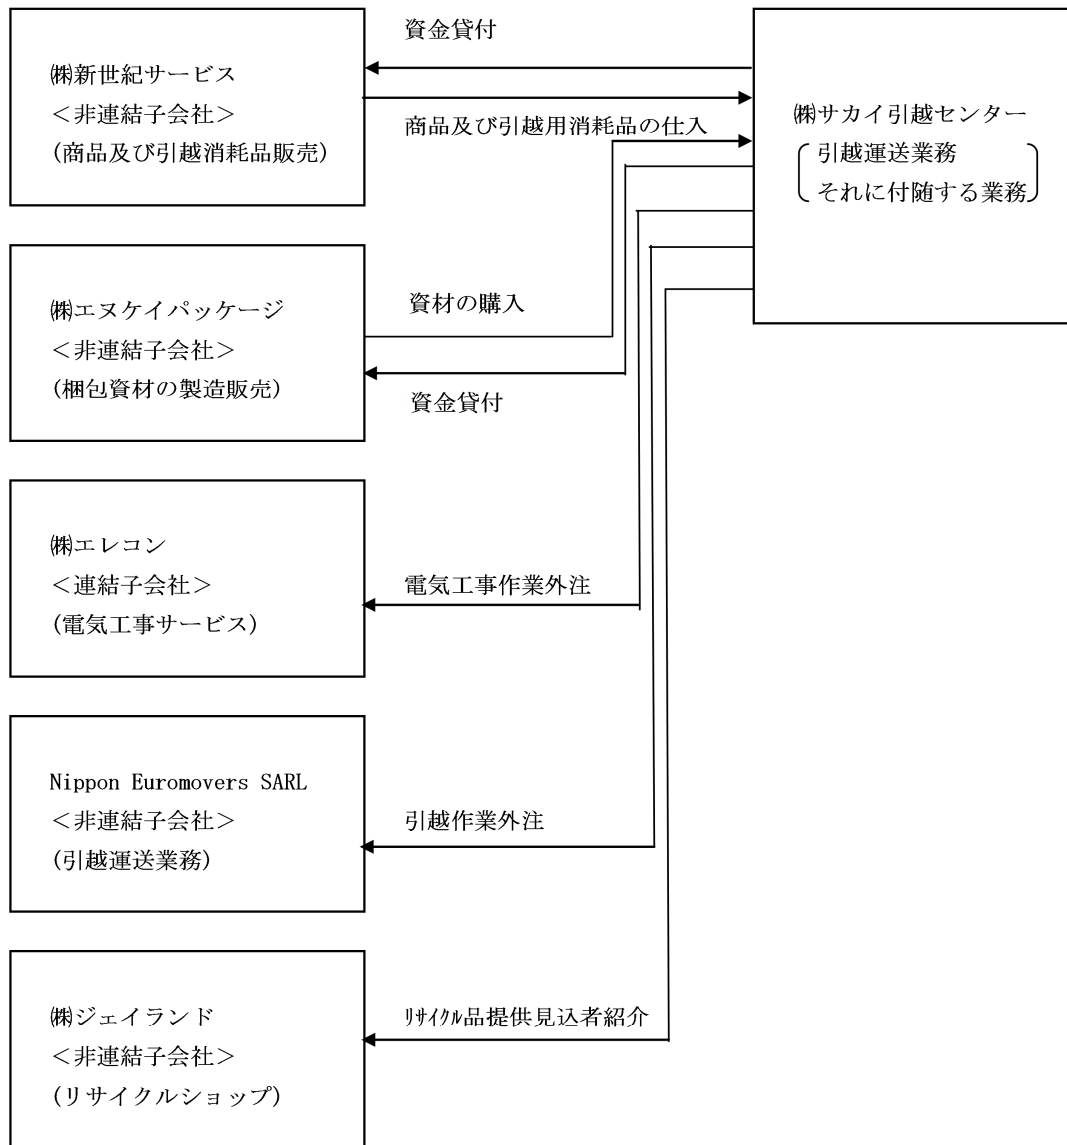 資金貸付
㈱新世紀サービス
<非連結子会社>
(商品及び引越消耗品販売)
商品及び引越用消耗品の仕入
㈱サカイ引越センター
引越運送業務
それに付随する業務
㈱エヌケイパッケージ
<非連結子会社>
(梱包資材の製造販売)
資材の購入
資金貸付
㈱エレコン
<連結子会社>
(電気工事サービス)
電気工事作業外注
Nippon Euromovers SARL
<非連結子会社>
(引越運送業務)
引越作業外注
㈱ジェイランド
<非連結子会社>
(リサイクルショップ)
ﾘｻｲｸﾙ品提供見込者紹介